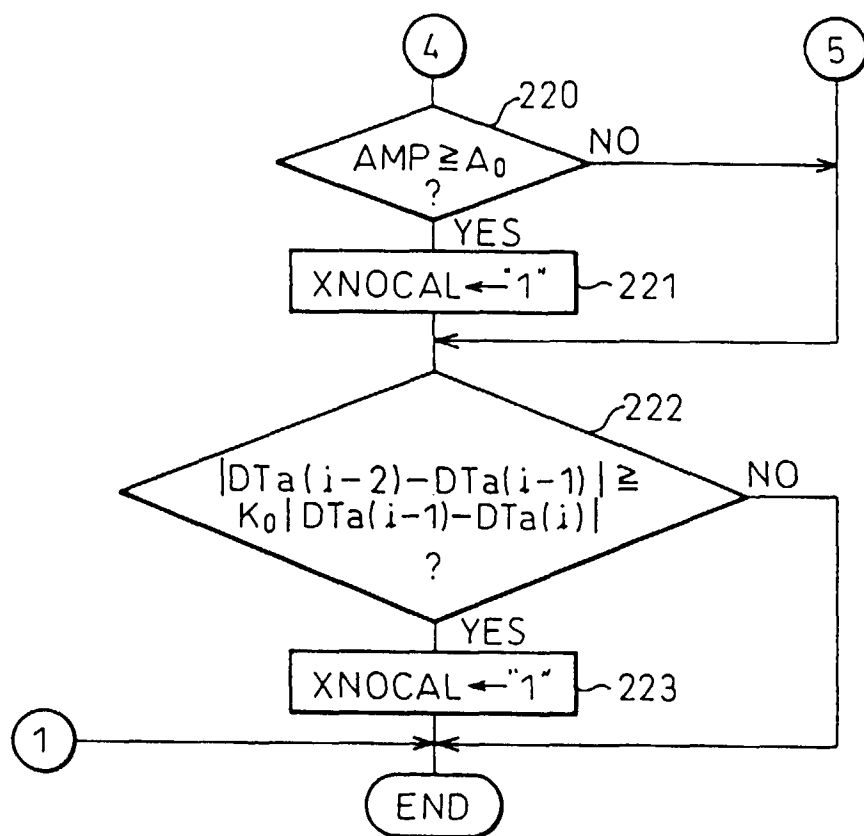 4
5
220
AMP ≧ A0
?
NO
YES
XNOCAL ← "1"
221
222
|DTa(i-2)-DTa(i-1)| ≧
K0|DTa(i-1)-DTa(i)|
?
NO
YES
XNOCAL ← "1"
223
1
END